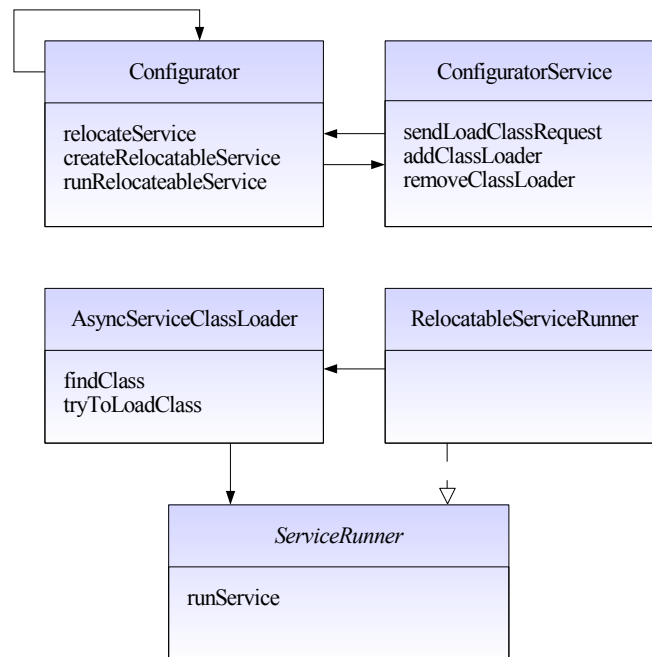 Configurator
relocateService
createRelocatableService
runRelocateableService
ConfiguratorService
sendLoadClassRequest
addClassLoader
removeClassLoader
AsyncServiceClassLoader
findClass
tryToLoadClass
RelocatableServiceRunner
ServiceRunner
runService